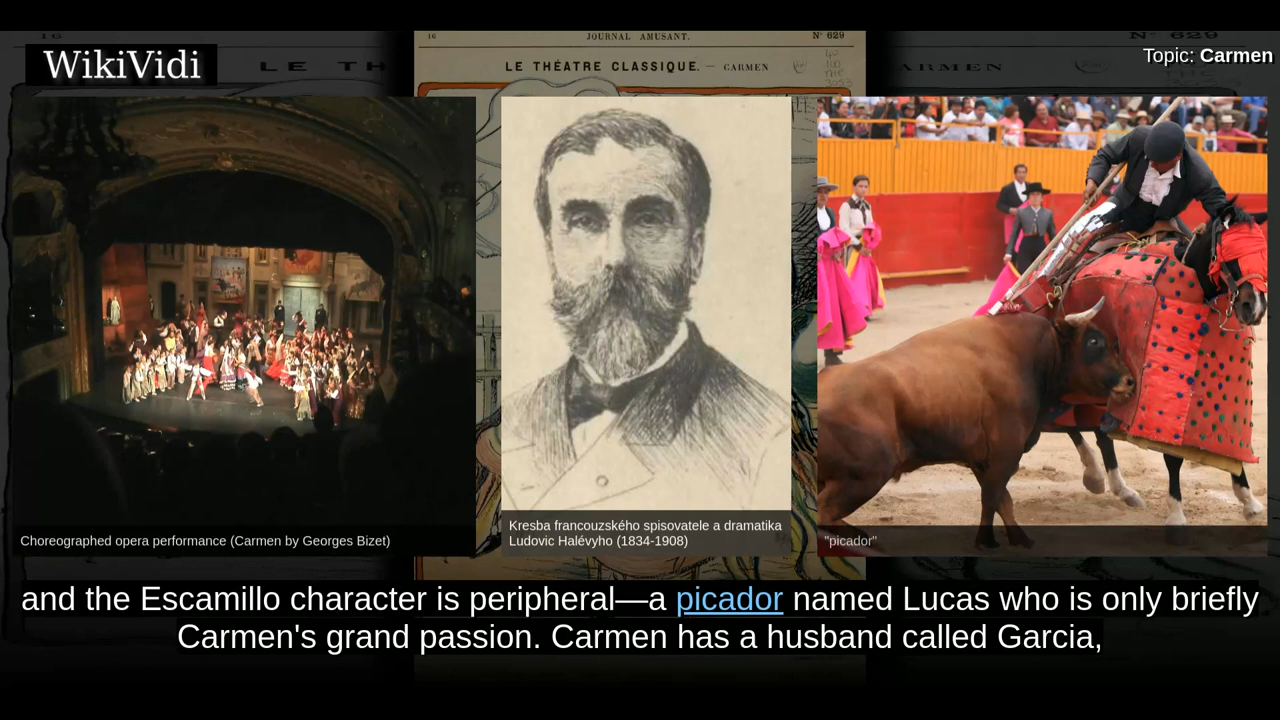 16 JOURNAL AMUSANT. N° 629
WikiVidi
Topic: Carmen
LE THÉATRE CLASSIQUE. — CARMEN
Choreographed opera performance (Carmen by Georges Bizet)
Kresba francouzského spisovatele a dramatika
Ludovic Halévyho (1834-1908)
"picador"
and the Escamillo character is peripheral—a picador named Lucas who is only briefly
Carmen's grand passion. Carmen has a husband called Garcia,